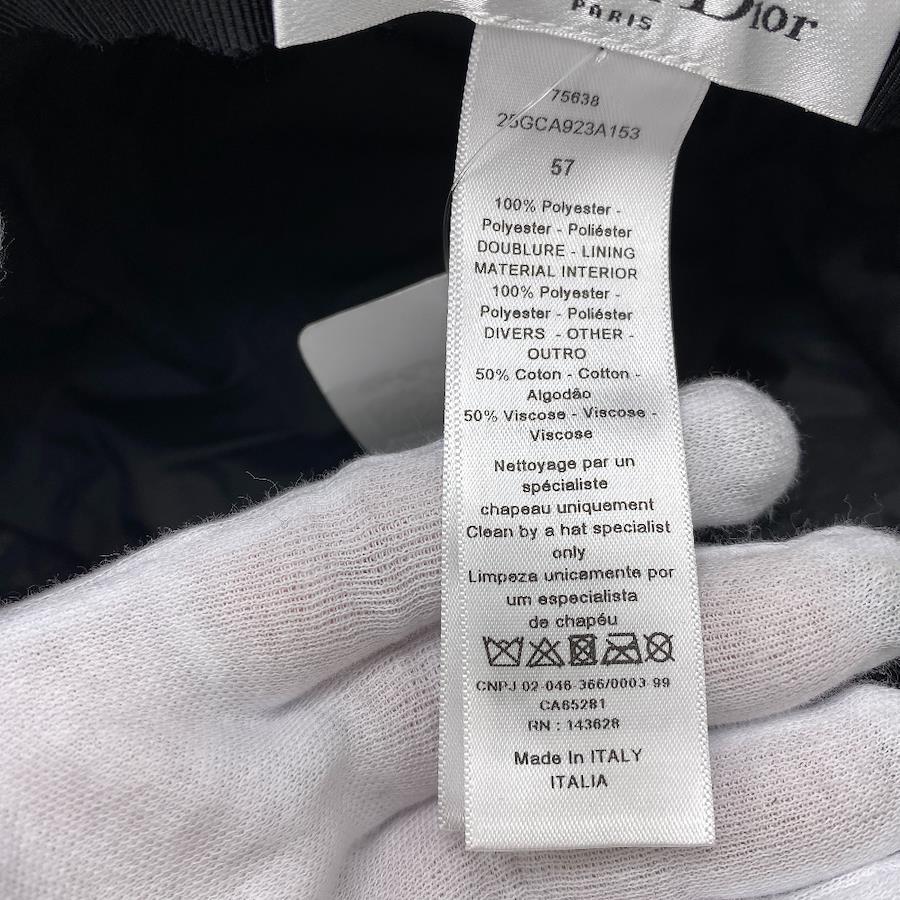 Dior
PARIS
75638
25GCA923A153
57
100% Polyester -
Polyester - Poliéster
DOUBLURE - LINING
MATERIAL INTERIOR
100% Polyester -
Polyester - Poliéster
DIVERS - OTHER -
OUTRO
50% Coton - Cotton -
Algodão
50% Viscose - Viscose -
Viscose
Nettoyage par un
spécialiste
chapeau uniquement
Clean by a hat specialist
only
Limpeza unicamente por
um especialista
de chapéu
CNPJ 02-046-366/0003-99
CA65281
RN : 143628
Made In ITALY
ITALIA